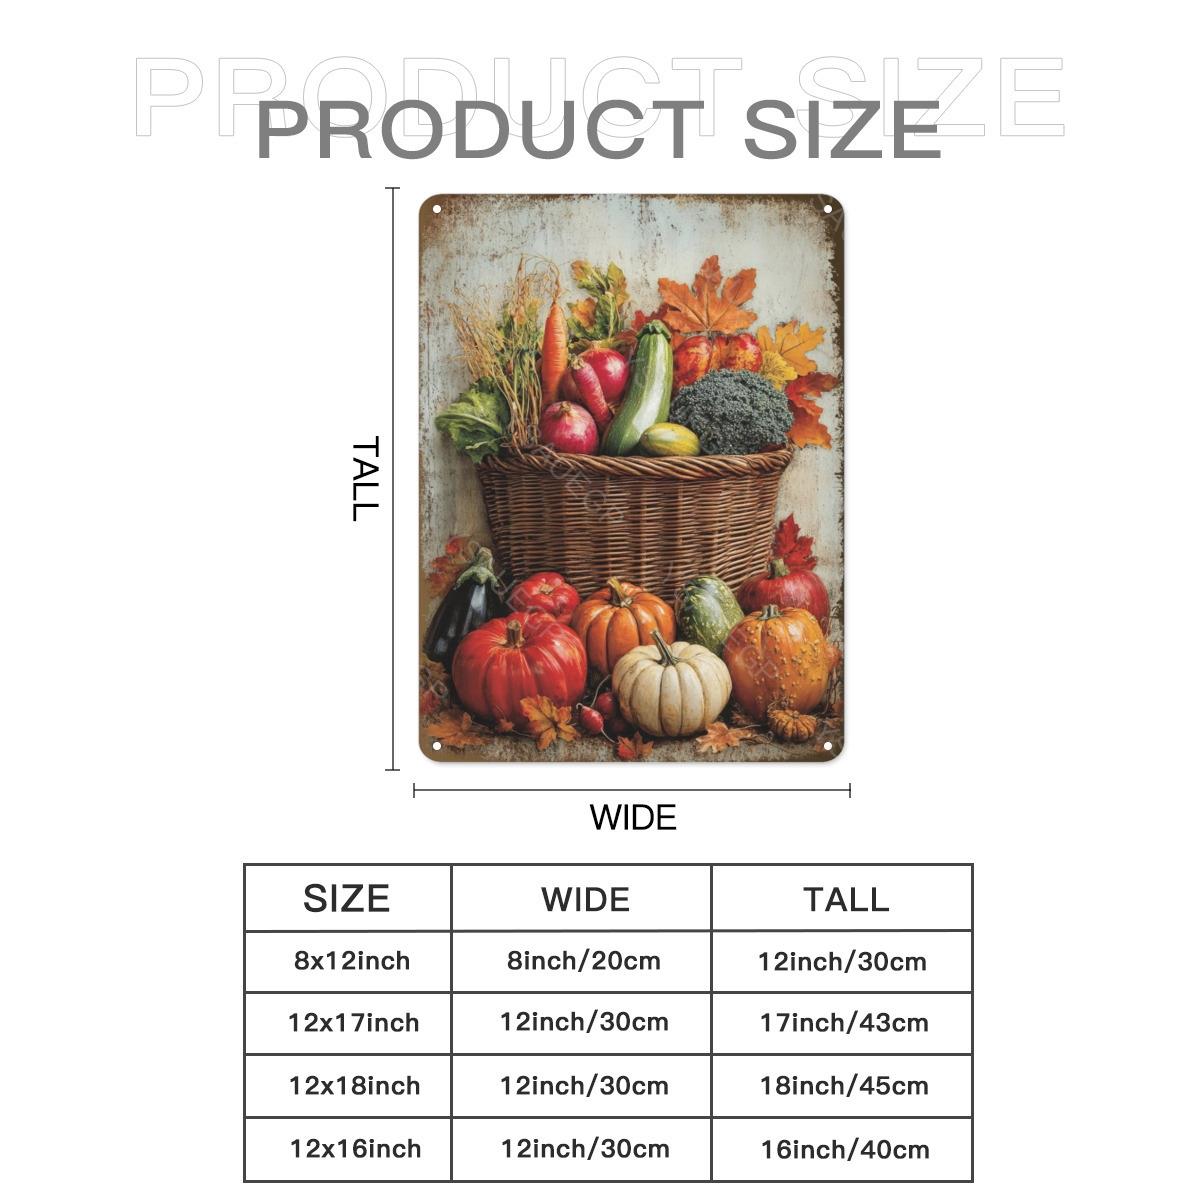 PRODUCT SIZE
PRODUCT SIZE
TALL
WIDE
SIZE WIDE TALL
8x12inch 8inch/20cm 12inch/30cm
12x17inch 12inch/30cm 17inch/43cm
12x18inch 12inch/30cm 18inch/45cm
12x16inch 12inch/30cm 16inch/40cm